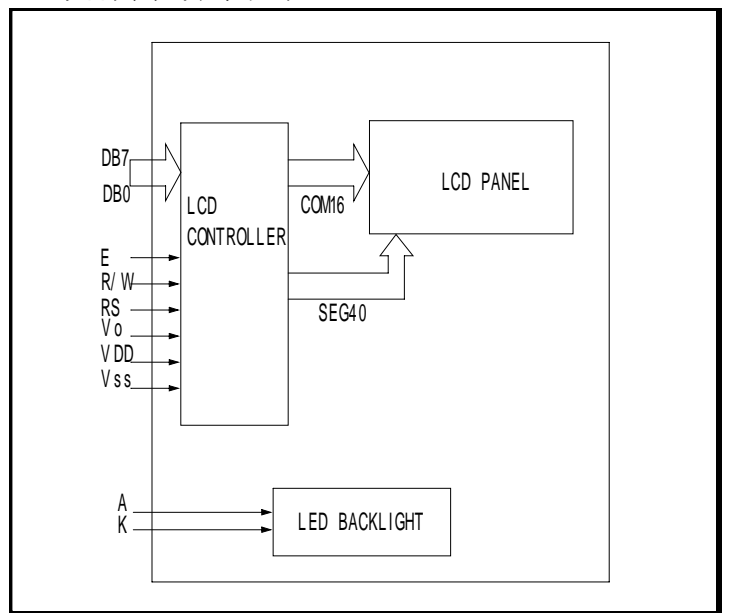 DB7
DB0
LCD
CONTROLLER
COM16
LCD PANEL
SEG40
E
R/W
RS
Vo
VDD
Vss
A
K
LED BACKLIGHT